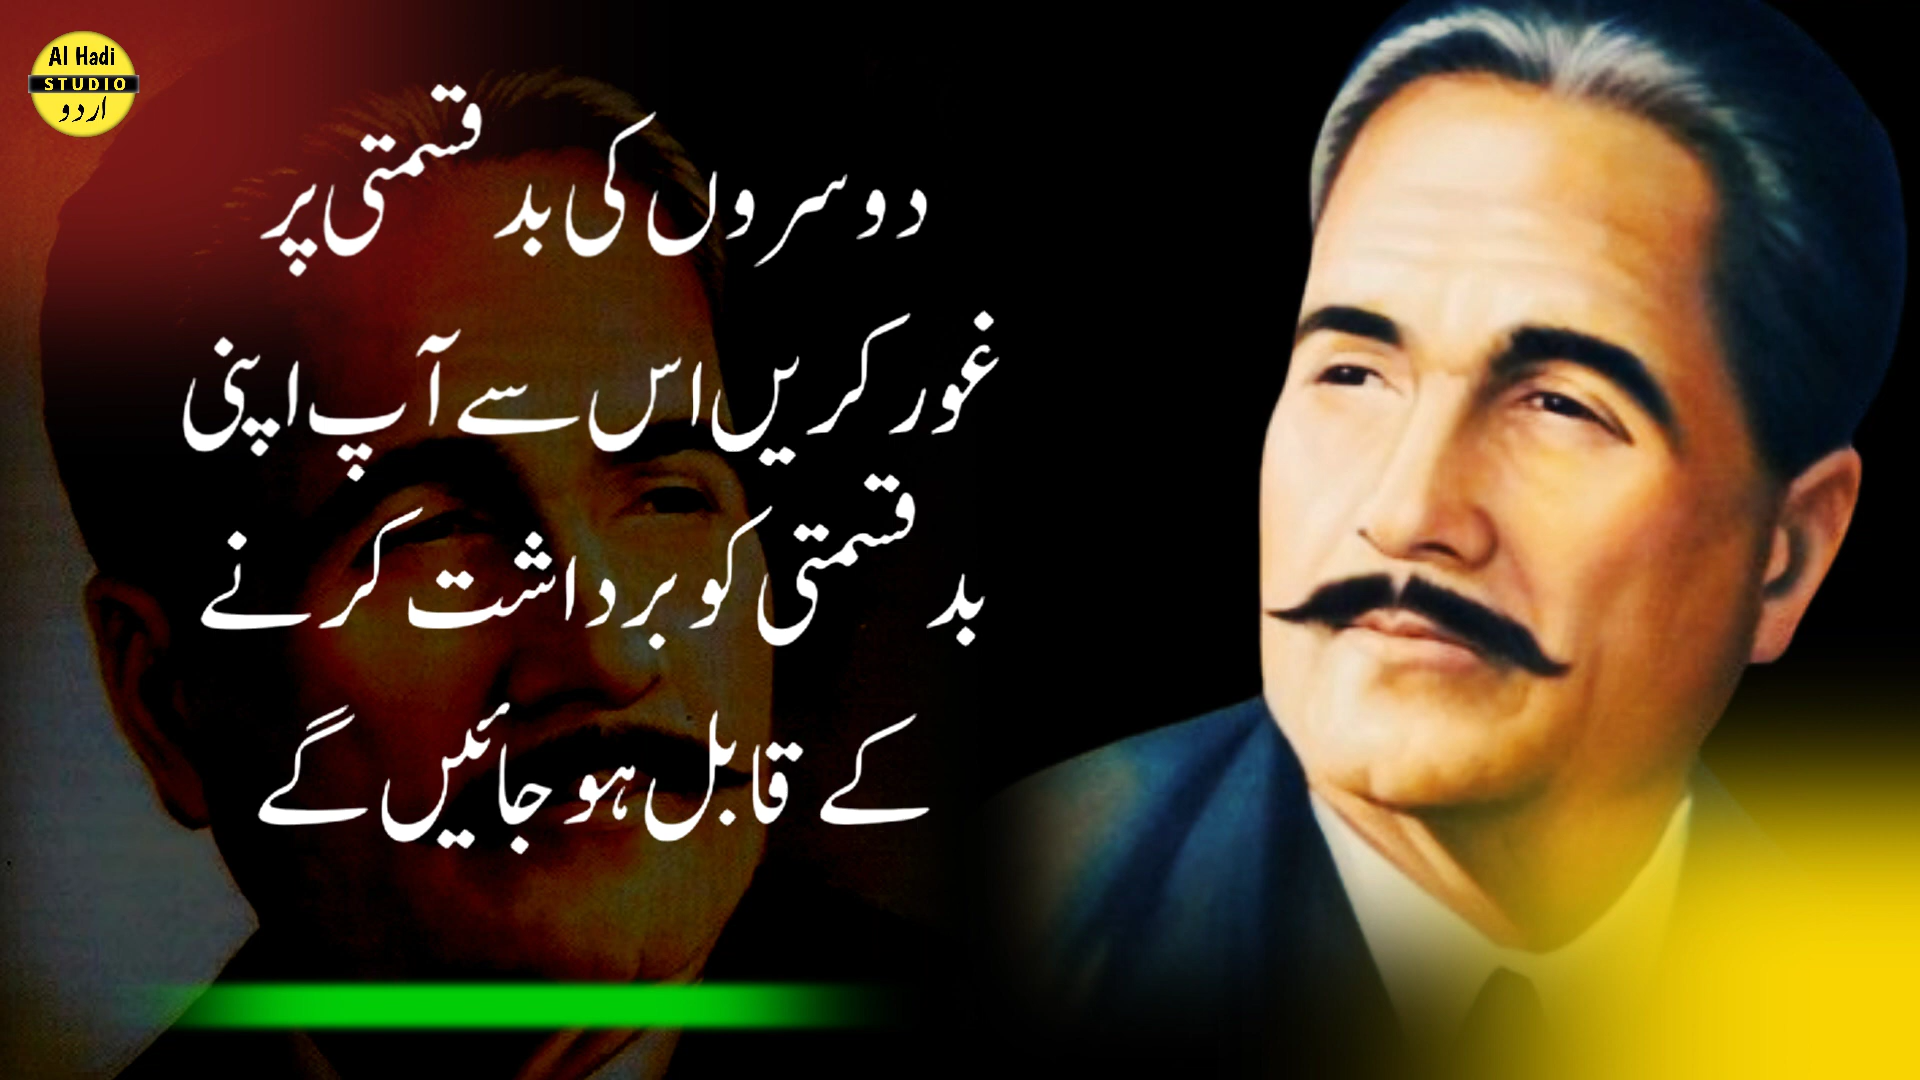 Al Hadi
STUDIO
اردو
دوسروں کی بدقسمتی پر
غور کریں اس سے آپ اپنی
بدقسمتی کو برداشت کرنے
کے قابل ہو جائیں گے